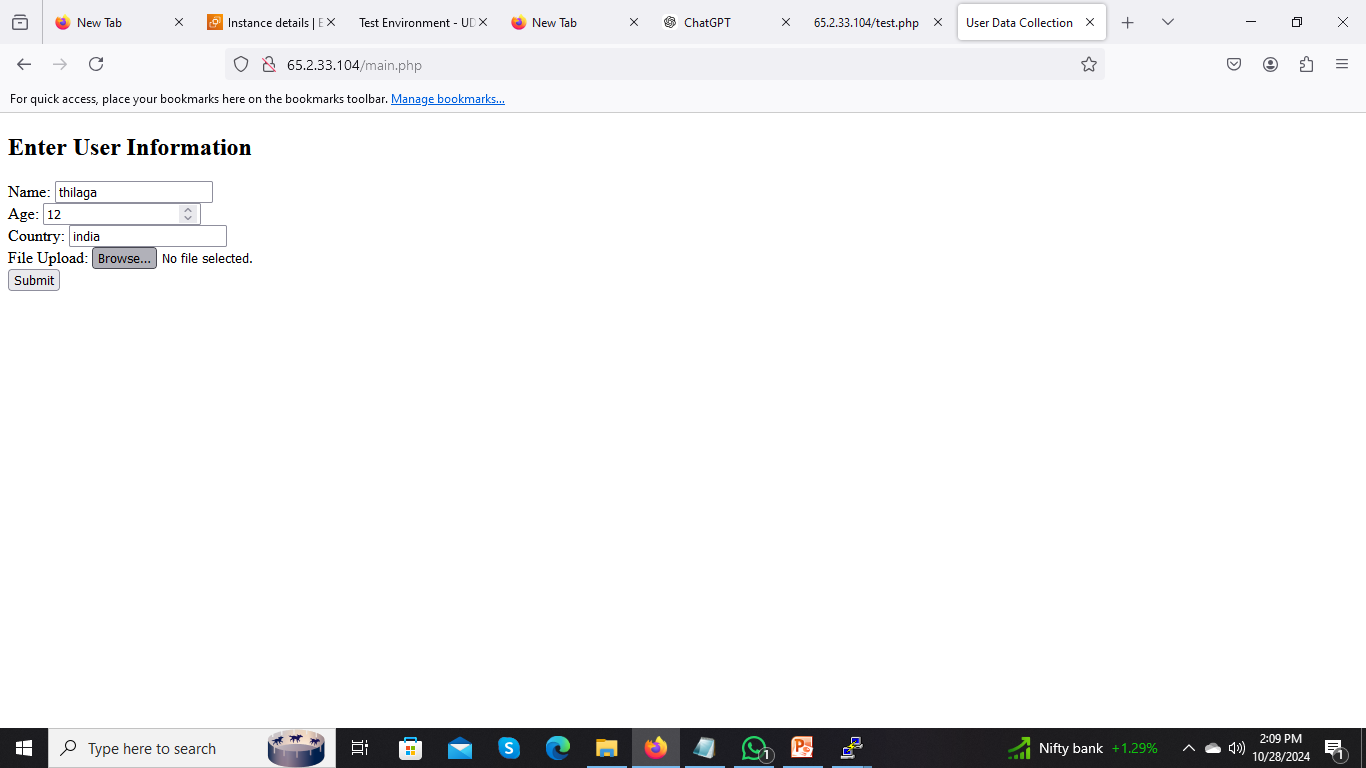 New Tab
Instance details | E
Test Environment - UD
New Tab
ChatGPT
65.2.33.104/test.php
User Data Collection
65.2.33.104/main.php
For quick access, place your bookmarks here on the bookmarks toolbar. Manage bookmarks...
Enter User Information
Name: thilaga
Age: 12
Country: india
File Upload: Browse... No file selected.
Submit
Type here to search
1
Nifty bank +1.29%
2:09 PM
10/28/2024
1